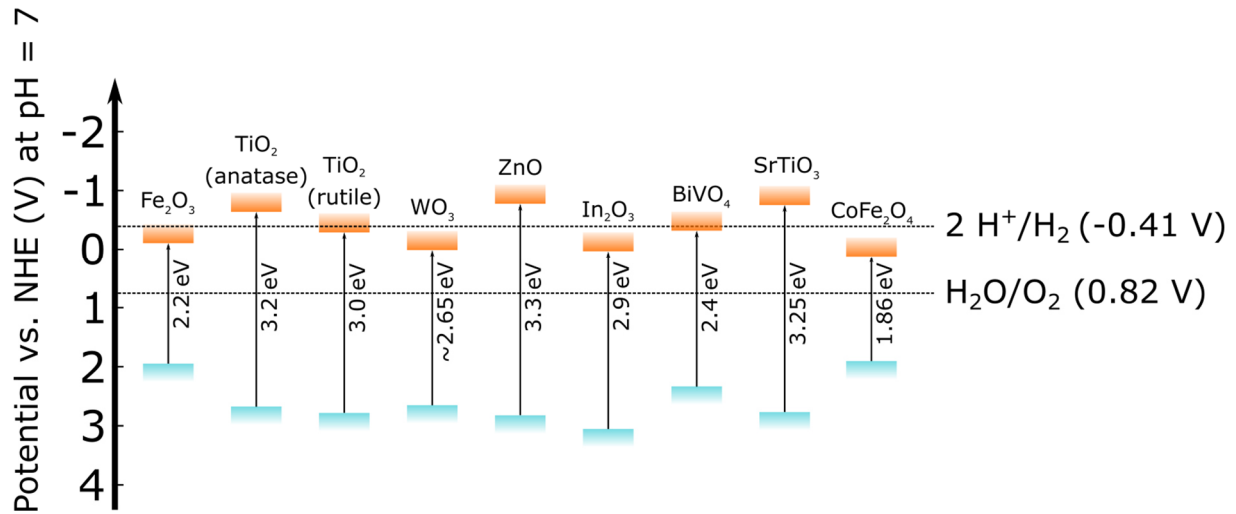 Potential vs. NHE (V) at pH = 7
-2
-1
0
1
2
3
4
Fe₂O₃
TiO₂
(anatase)
TiO₂
(rutile)
WO₃
ZnO
In₂O₃
BiVO₄
SrTiO₃
CoFe₂O₄
2.2 eV
3.2 eV
3.0 eV
~2.65 eV
3.3 eV
2.9 eV
2.4 eV
3.25 eV
1.86 eV
2 H⁺/H₂ (-0.41 V)
H₂O/O₂ (0.82 V)